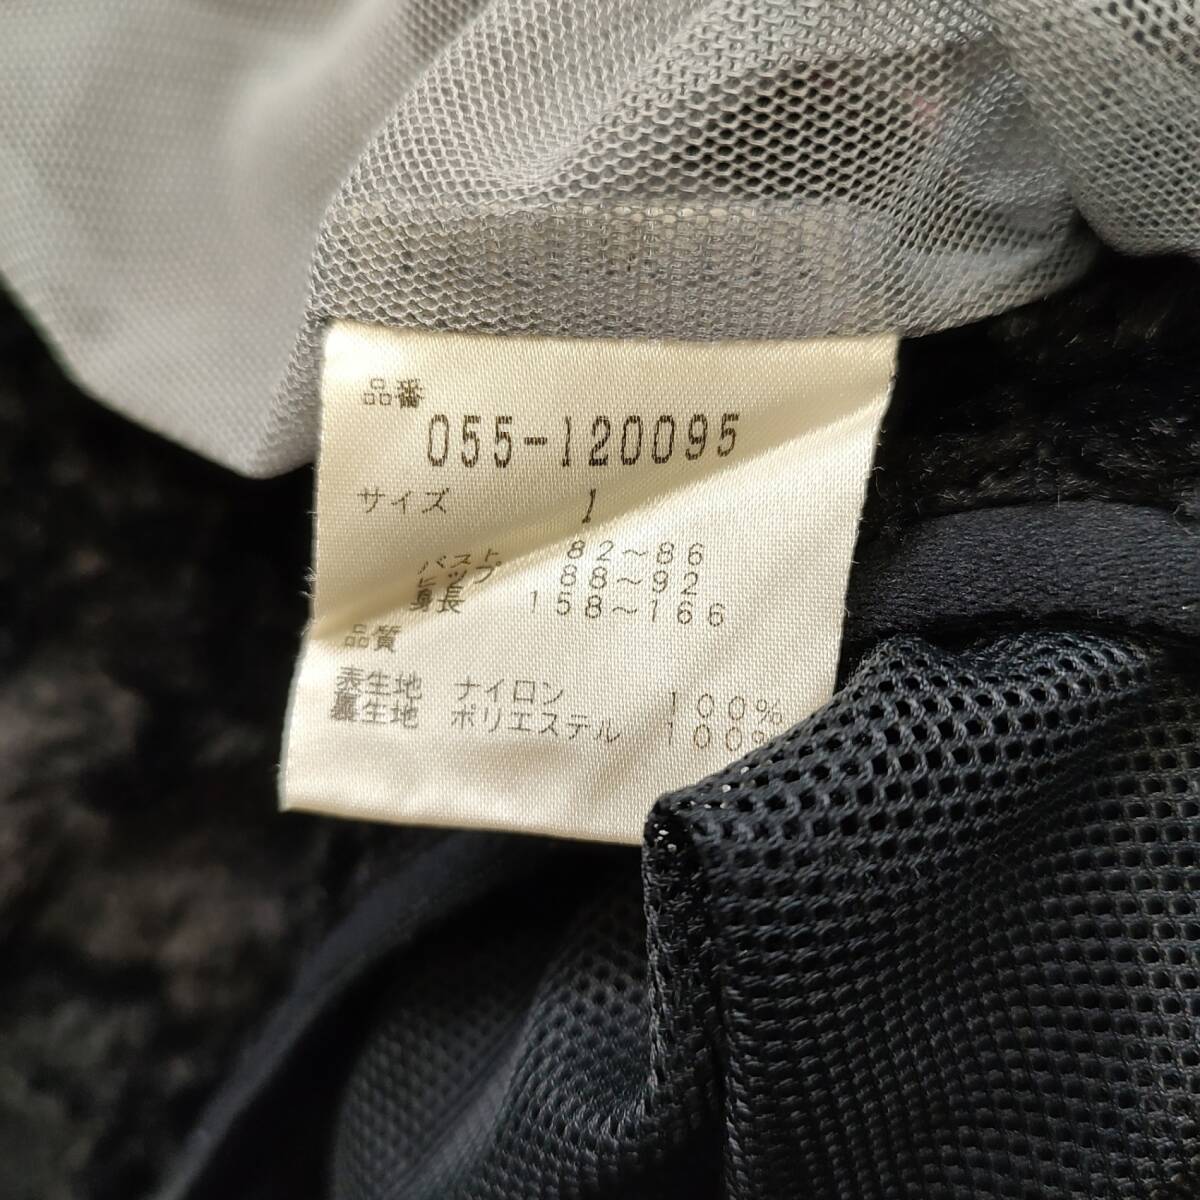 品番
055-120095
サイズ 1
バスト 82～86
ヒップ 88～92
身長 158～166
品質
表生地 ナイロン 100%
裏生地 ポリエステル 100%